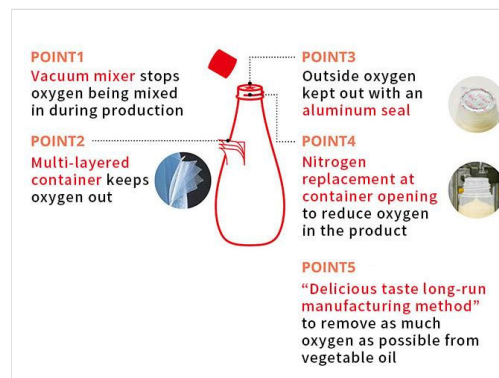 POINT1
Vacuum mixer stops
oxygen being mixed
in during production
POINT2
Multi-layered
container keeps
oxygen out
POINT3
Outside oxygen
kept out with an
aluminum seal
POINT4
Nitrogen
replacement at
container opening
to reduce oxygen
in the product
POINT5
“Delicious taste long-run
manufacturing method”
to remove as much
oxygen as possible from
vegetable oil